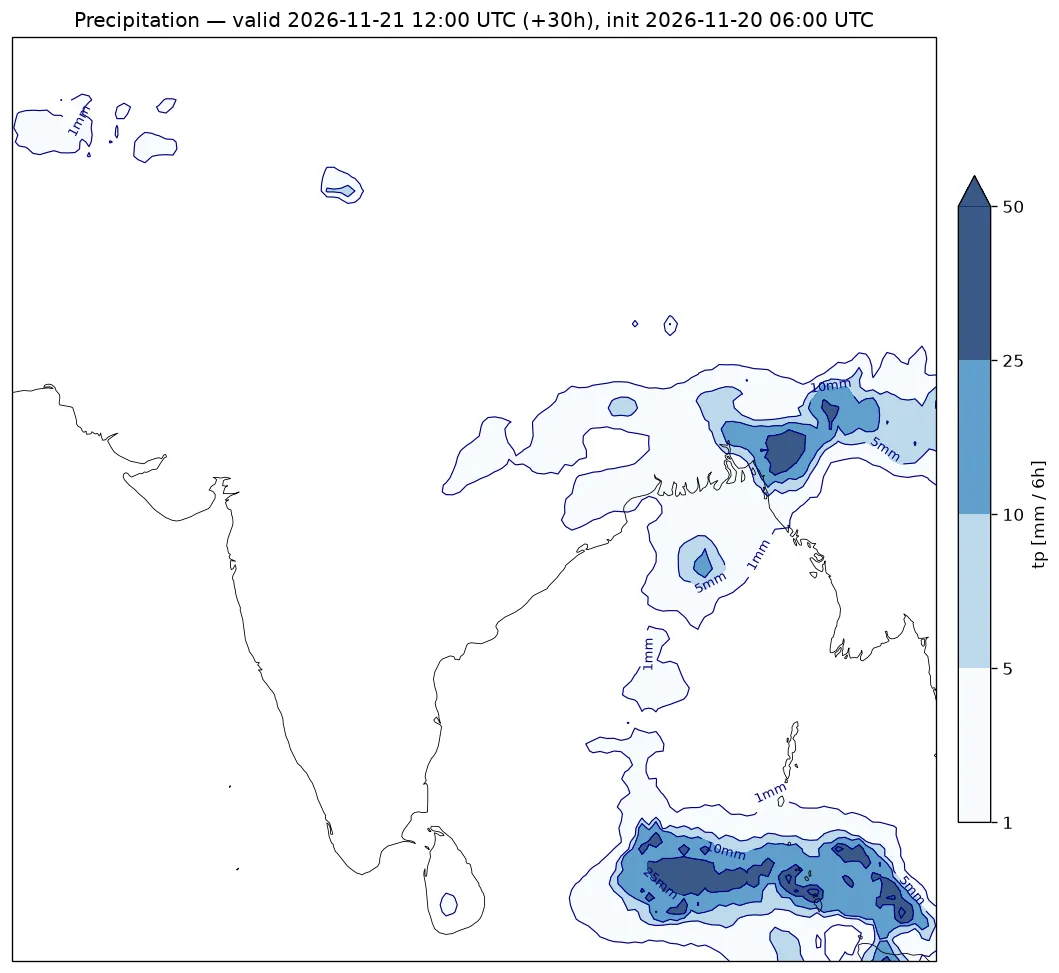 Precipitation — valid 2026-11-21 12:00 UTC (+30h), init 2026-11-20 06:00 UTC
1mm
50
25
10mm
5mm
tp [mm / 6h]
10
1mm
5mm
1mm
5
1mm
1
10mm
25mm
5mm